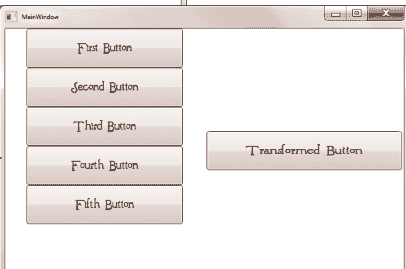 MainWindow
First Button
Second Button
Third Button
Fourth Button
Fifth Button
Transformed Button